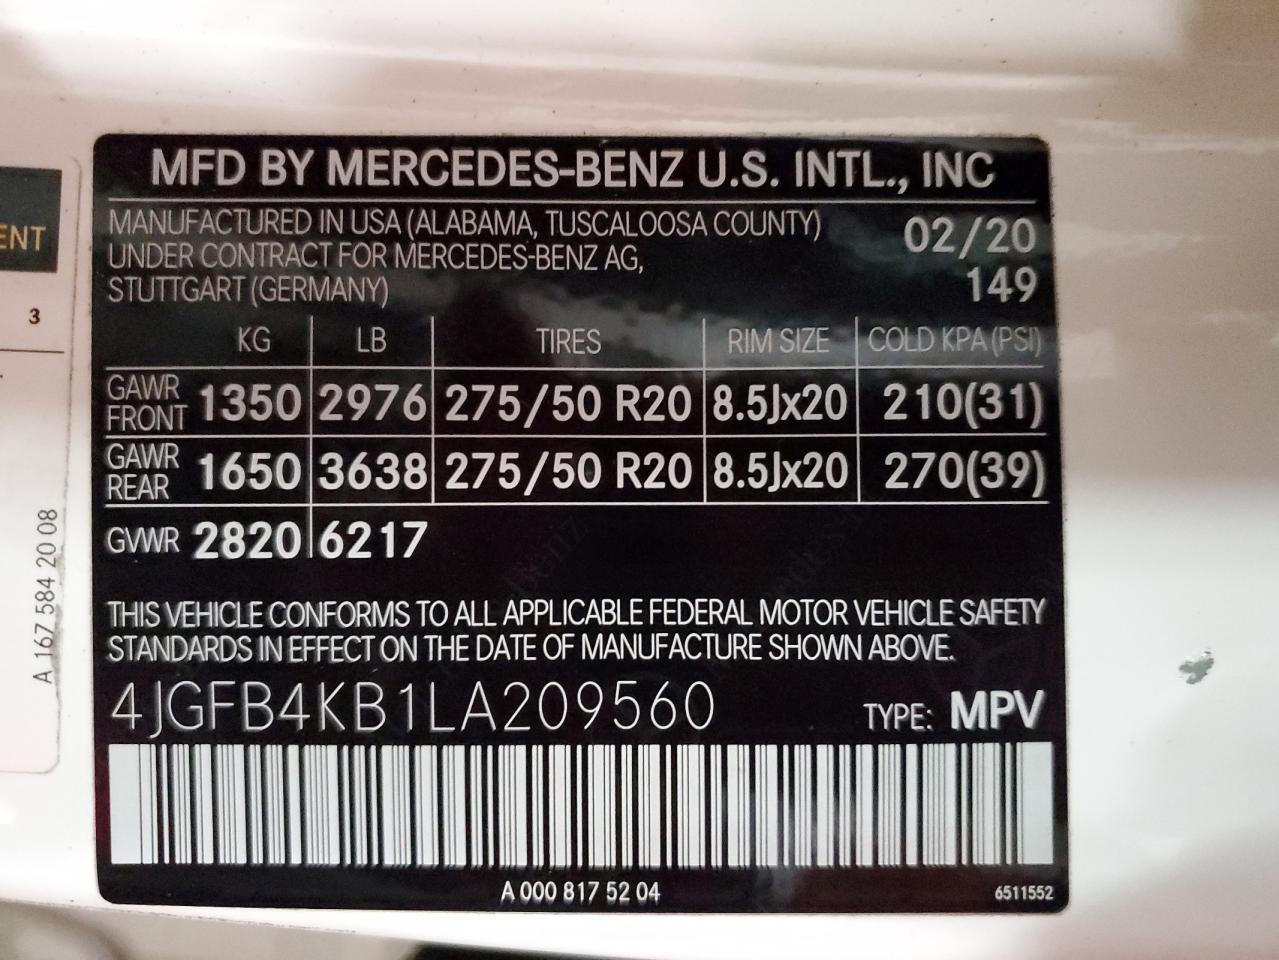 MFD BY MERCEDES-BENZ U.S. INTL., INC
MANUFACTURED IN USA (ALABAMA, TUSCALOOSA COUNTY) 02/20
UNDER CONTRACT FOR MERCEDES-BENZ AG,
STUTTGART (GERMANY) 149
KG LB TIRES RIM SIZE COLD KPA (PSI)
GAWR FRONT 1350 2976 275/50 R20 8.5Jx20 210(31)
GAWR REAR 1650 3638 275/50 R20 8.5Jx20 270(39)
GVWR 2820 6217
THIS VEHICLE CONFORMS TO ALL APPLICABLE FEDERAL MOTOR VEHICLE SAFETY
STANDARDS IN EFFECT ON THE DATE OF MANUFACTURE SHOWN ABOVE.
4JGFB4KB1LA209560 TYPE: MPV
A 000 817 52 04 6511552
ENT
3
A 167 584 20 08